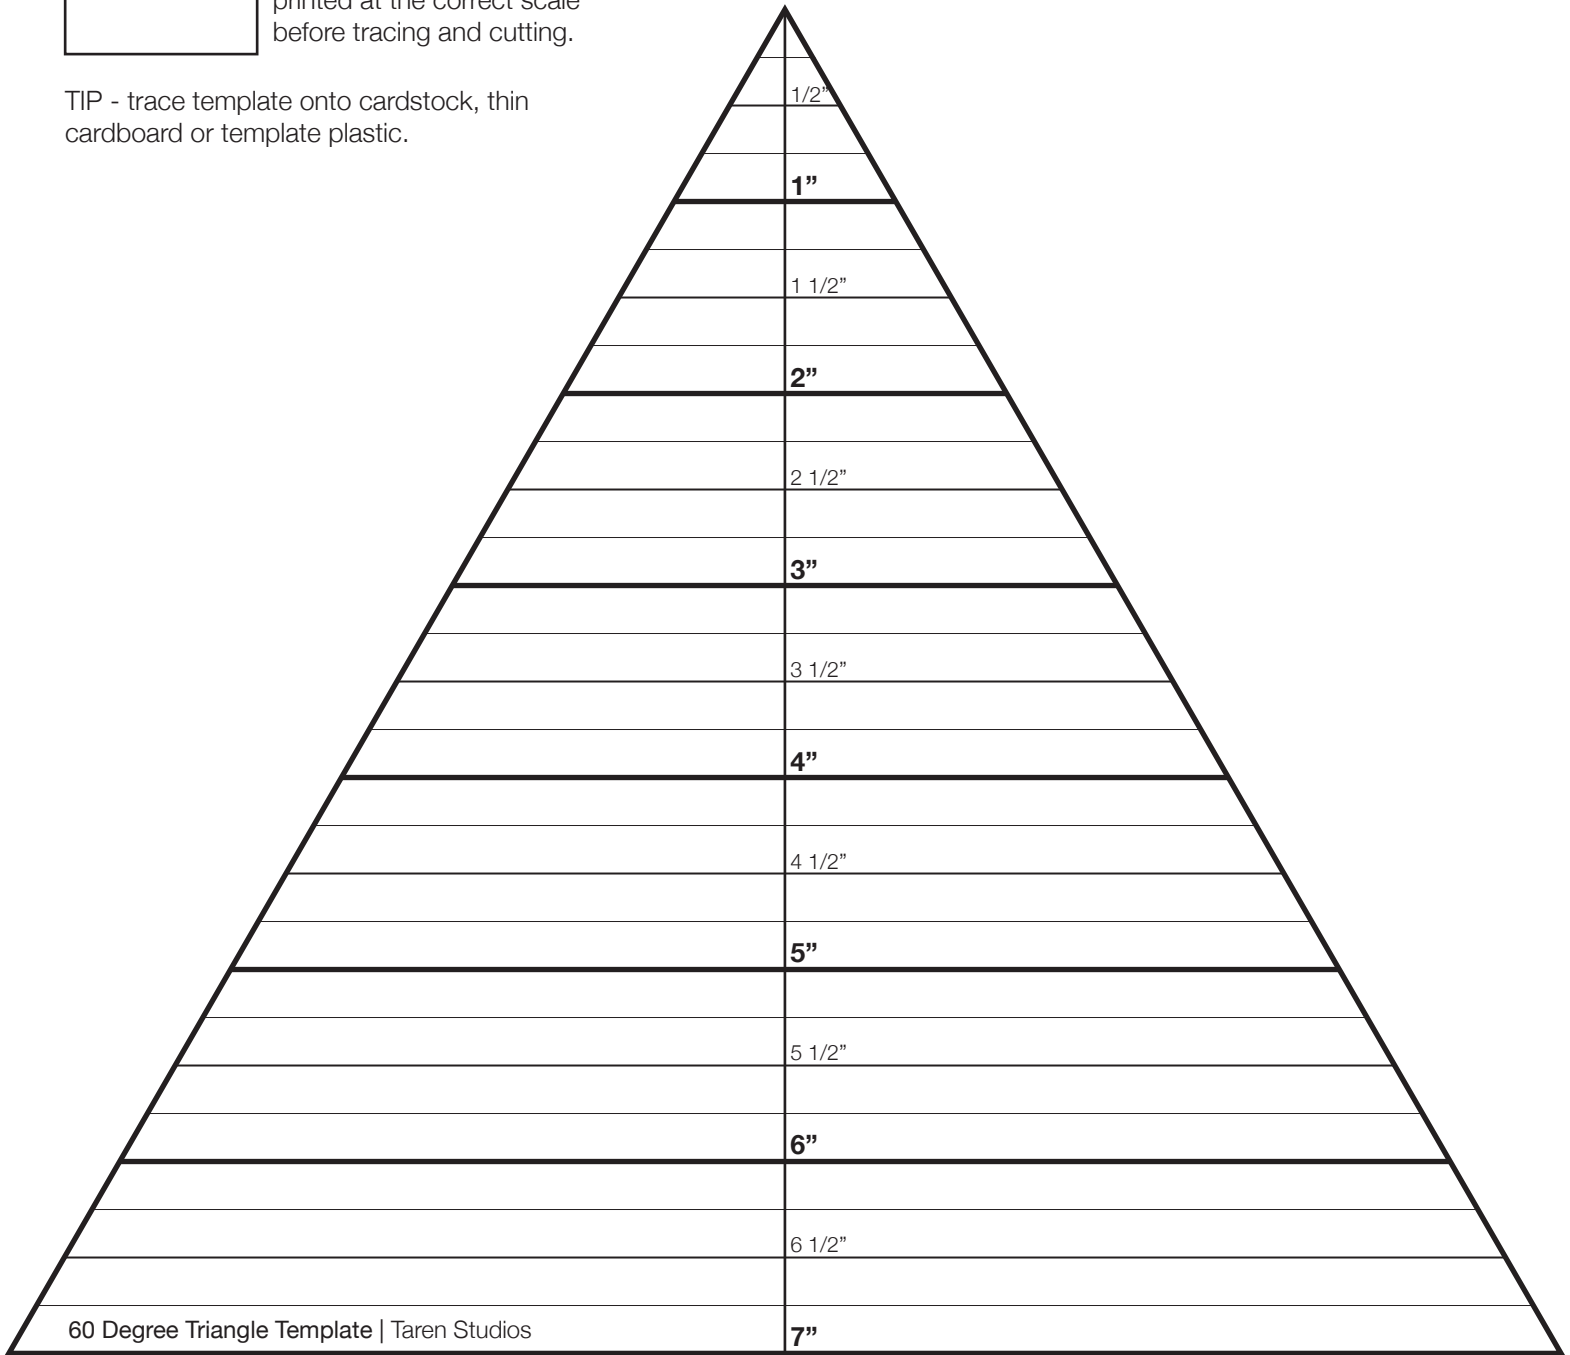 printed at the correct scale
before tracing and cutting.
TIP - trace template onto cardstock, thin
cardboard or template plastic.
1/2”
1”
1 1/2”
2”
2 1/2”
3”
3 1/2”
4”
4 1/2”
5”
5 1/2”
6”
6 1/2”
60 Degree Triangle Template | Taren Studios
7”